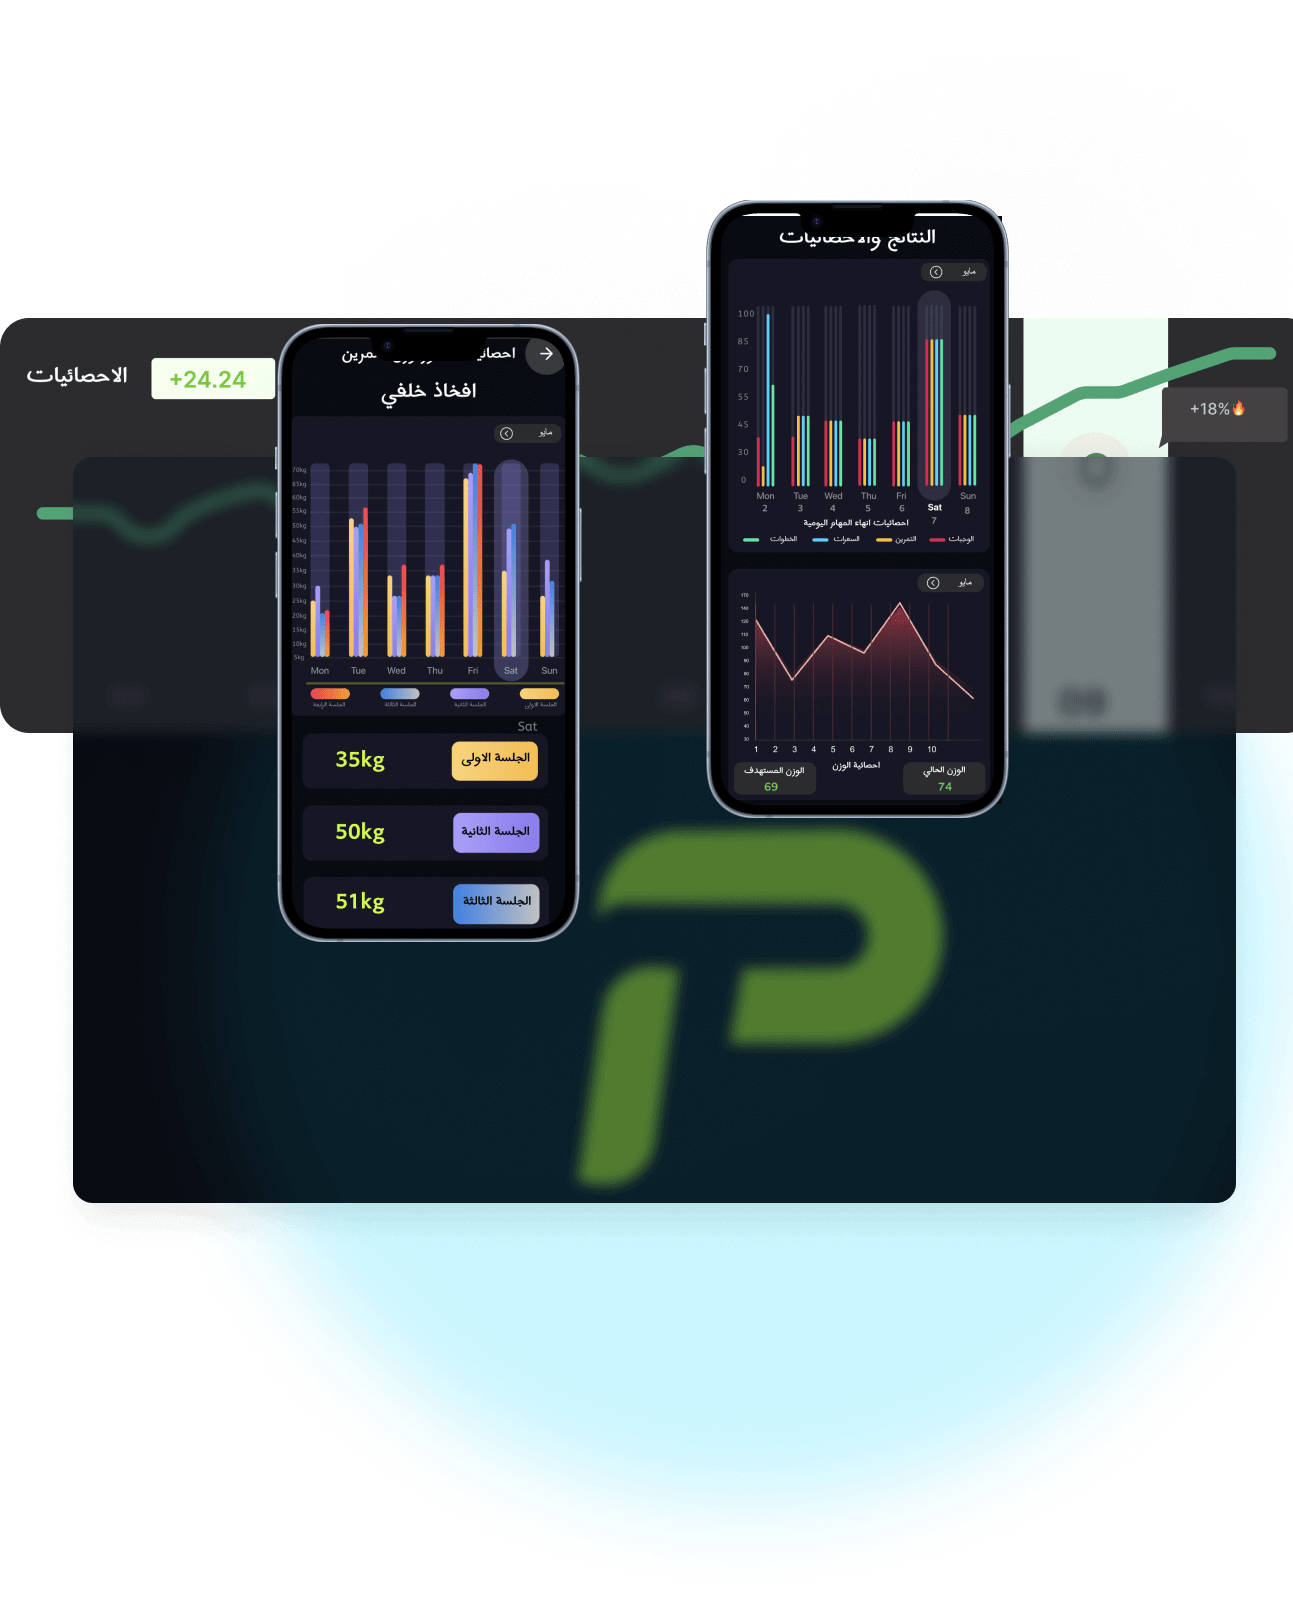 الاحصائيات
+24.24
+18%🔥
مرين احصائي
افخاذ خلفي
مايو
70kg
65kg
60kg
55kg
50kg
45kg
40kg
35kg
30kg
25kg
20kg
15kg
10kg
5kg
Mon Tue Wed Thu Fri Sat Sun
الجلسة الرابعة الجلسة الثالثة الجلسة الثانية الجلسة الاولى
Sat
35kg الجلسة الاولى
50kg الجلسة الثانية
51kg الجلسة الثالثة
النتائج والاحصائيات
مايو
100
85
70
55
45
30
0
Mon Tue Wed Thu Fri Sat Sun
2 3 4 5 6 7 8
احصائيات انهاء المهام اليومية
الخطوات السعرات التمرين الوجبات
مايو
170
140
120
110
100
90
80
70
60
50
40
30
1 2 3 4 5 6 7 8 9 10
الوزن المستهدف احصائية الوزن الوزن الحالي
69 74